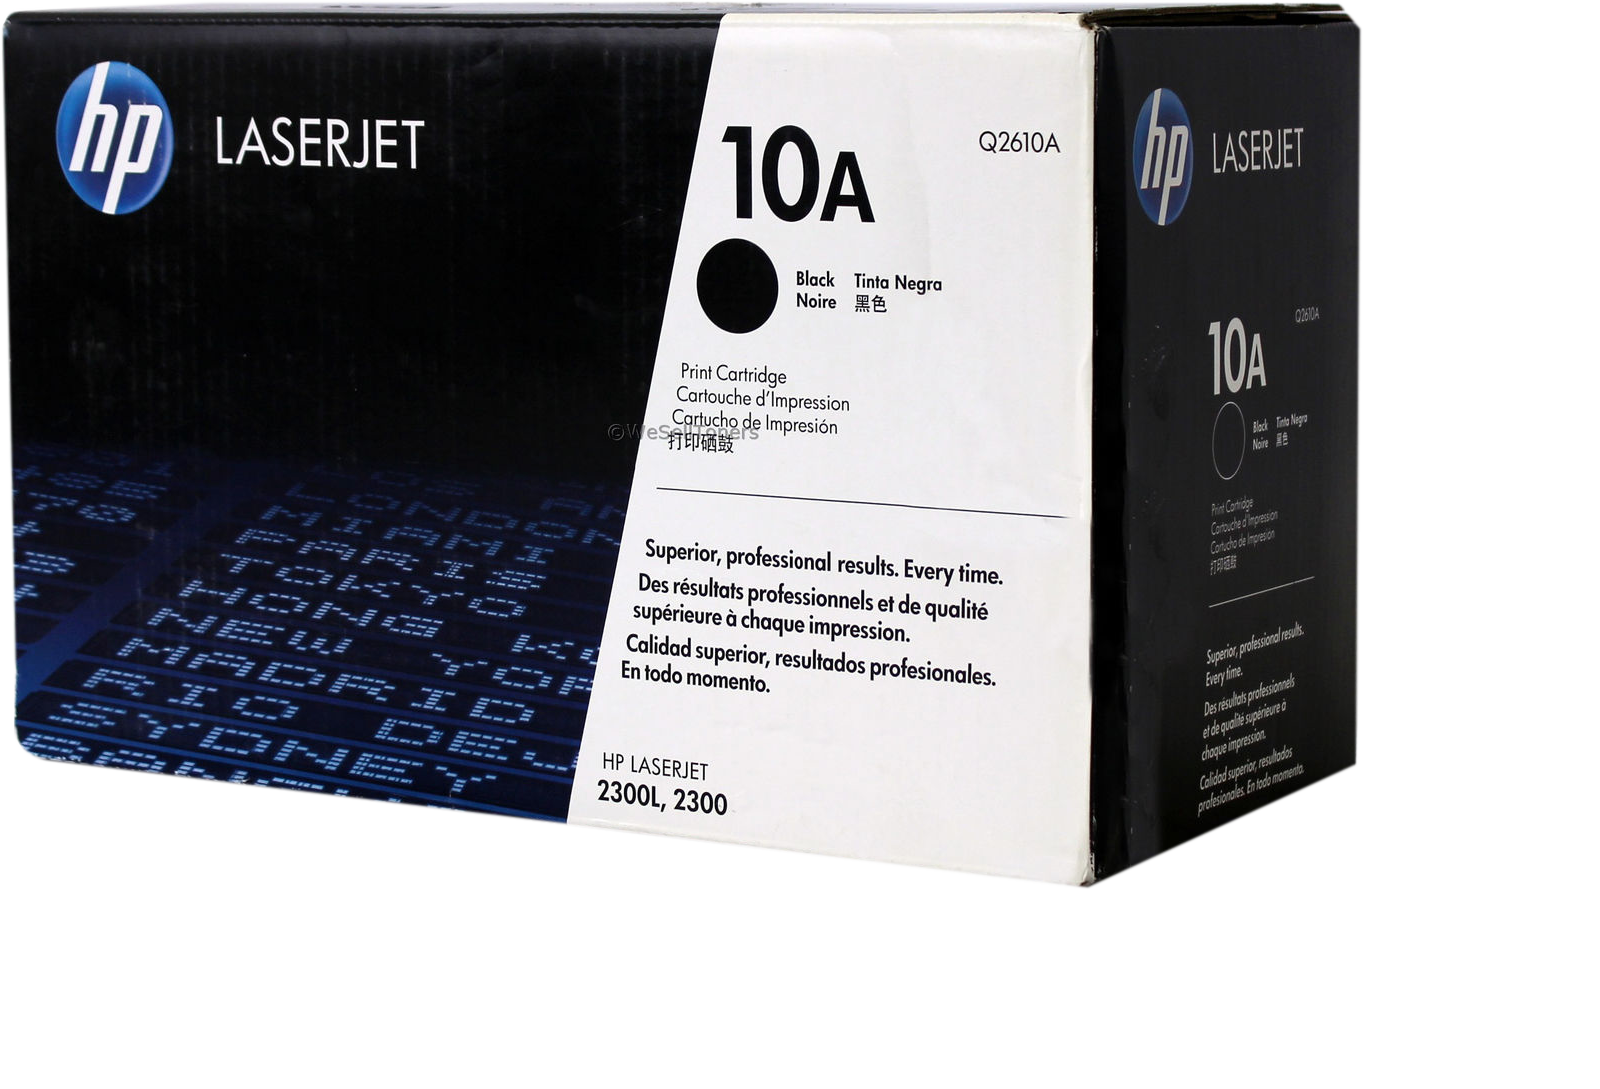 hp LASERJET
10A
Q2610A
Black Tinta Negra
Noire 黑色
Print Cartridge
Cartouche d'Impression
Cartucho de Impresión
©WeSellToners
打印硒鼓
Superior, professional results. Every time.
Des résultats professionnels et de qualité
supérieure à chaque impression.
Calidad superior, resultados profesionales.
En todo momento.
HP LASERJET
2300L, 2300
LONDON
MIAMI
PARIS
TOKYO
HONG
NEW YOR
MADRID
RIO DE
SYDNEY
hp LASERJET
Q2610A
10A
Black Tinta Negra
Noire 黑色
Print Cartridge
Cartouche d'Impression
Cartucho de Impresión
打印硒鼓
Superior, professional results.
Every time.
Des résultats professionnels
et de qualité supérieure à
chaque impression.
Calidad superior, resultados
profesionales. En todo momento.